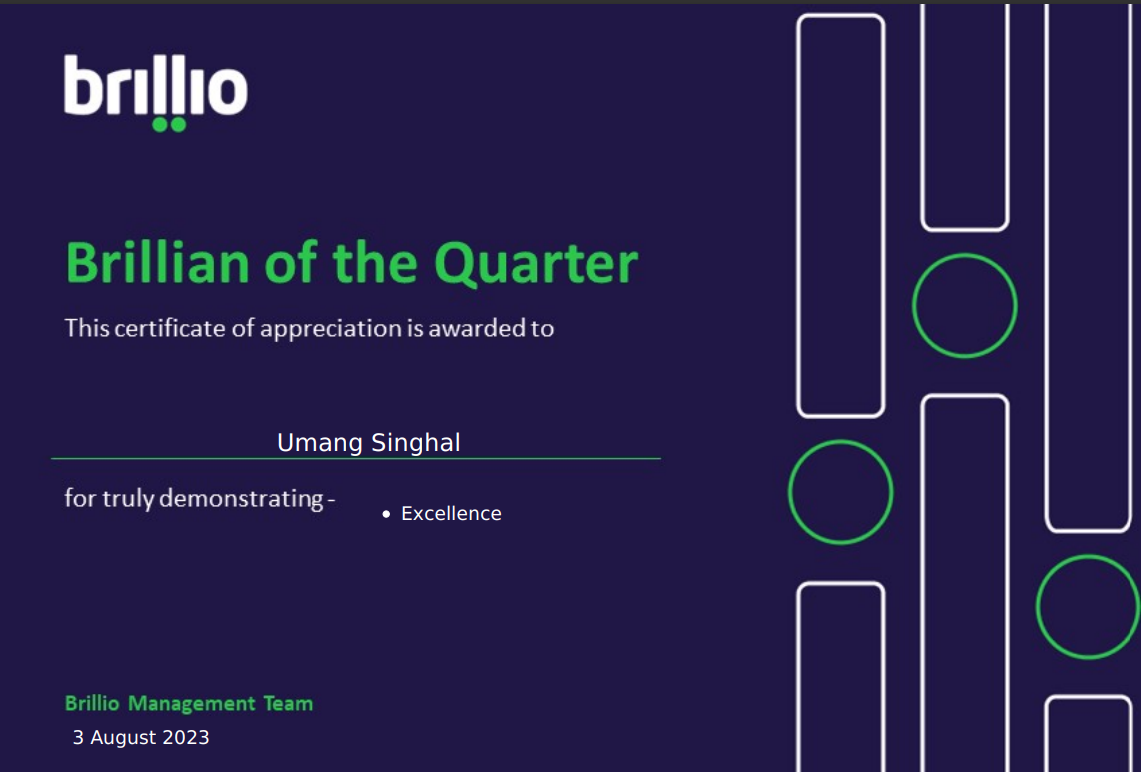 brillio
Brillian of the Quarter
This certificate of appreciation is awarded to
Umang Singhal
for truly demonstrating -
• Excellence
Brillio Management Team
3 August 2023